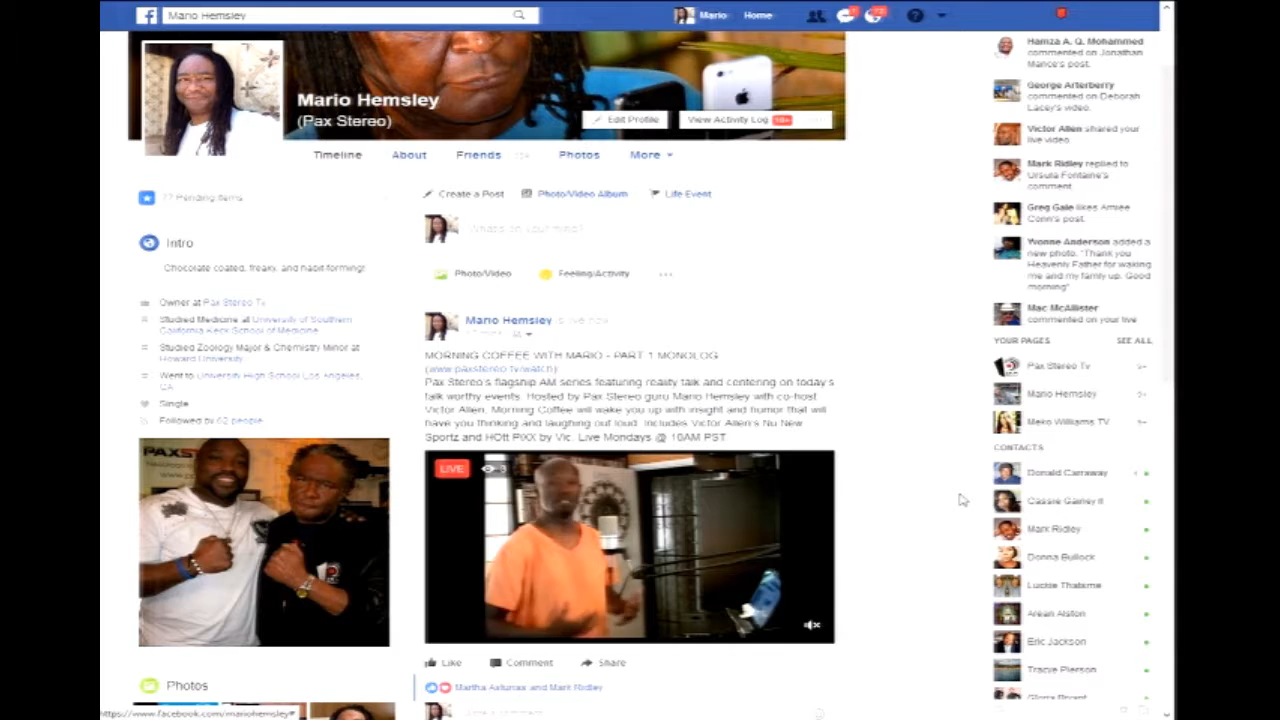 Mario Hemsley
Mario Home
Mario Hemsley
(Pax Stereo)
Edit Profile
View Activity Log
Timeline About Friends Photos More
?? Pending Items
Create a Post Photo/Video Album Life Event
What's on your mind?
Intro
Chocolate coated, freaky, and habit forming!
Photo/Video Feeling/Activity ...
Owner at Pax Stereo Tv
Studied Medicine at University of Southern
California Keck School of Medicine
Studied Zoology Major & Chemistry Minor at
Howard University
Went to University High School Los Angeles,
CA
Single
Followed by 62 people
PAXS
Photos
Mario Hemsley is live now
MORNING COFFEE WITH MARIO - PART 1 MONOLOG
(www.paxstereo.tv/watch)
Pax Stereo's flagship AM series featuring reality talk and centering on today's
talk worthy events. Hosted by Pax Stereo guru Mario Hemsley with co-host
Victor Allen, Morning Coffee will wake you up with insight and humor that will
have you thinking and laughing out loud. Includes Victor Allen's Nu New
Sportz and HOtt PIXX by Vic. Live Mondays @ 10AM PST
LIVE 3
Like Comment Share
Martha Asturias and Mark Ridley
Hamza A. Q. Mohammed
commented on Jonathan
Mance's post.
George Arterberry
commented on Deborah
Lacey's video.
Victor Allen shared your
live video.
Mark Ridley replied to
Ursula Fontaine's
comment.
Greg Gale likes Amiee
Conn's post.
Yvonne Anderson added a
new photo. "Thank you
Heavenly Father for waking
me and my family up. Good
morning"
Mac McAllister
commented on your live
YOUR PAGES SEE ALL
Pax Stereo Tv
Mario Hemsley
Meko Williams TV
CONTACTS
Donald Carraway
Cassie Gainey II
Mark Ridley
Donna Bullock
Luckie Thabime
Arean Alston
Eric Jackson
Tracye Pierson
Gloria Bryant
https://www.facebook.com/mariohemsley